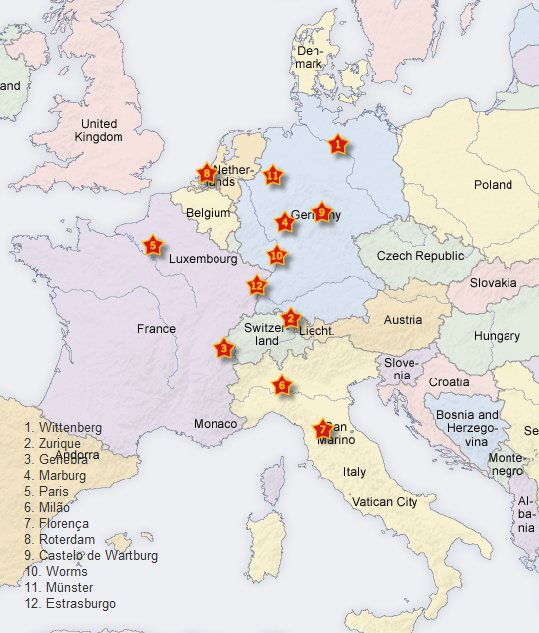 Den-
mark
and
United
Kingdom
1
8
Nether-
lands
11
Poland
Belgium
4
Germany
9
5
Luxembourg
10
Czech Republic
12
Slovakia
France
2
Austria
Switzer-
land
Liecht.
Hungary
3
Slove-
nia
6
Croatia
Monaco
7
San
Marino
Bosnia and
Herzego-
vina
Se
Andorra
Italy
Monte-
negro
Vatican City
Al-
ba-
nia
1. Wittenberg
2. Zurique
3. Genebra
4. Marburg
5. Paris
6. Milão
7. Florença
8. Roterdam
9. Castelo de Wartburg
10. Worms
11. Münster
12. Estrasburgo